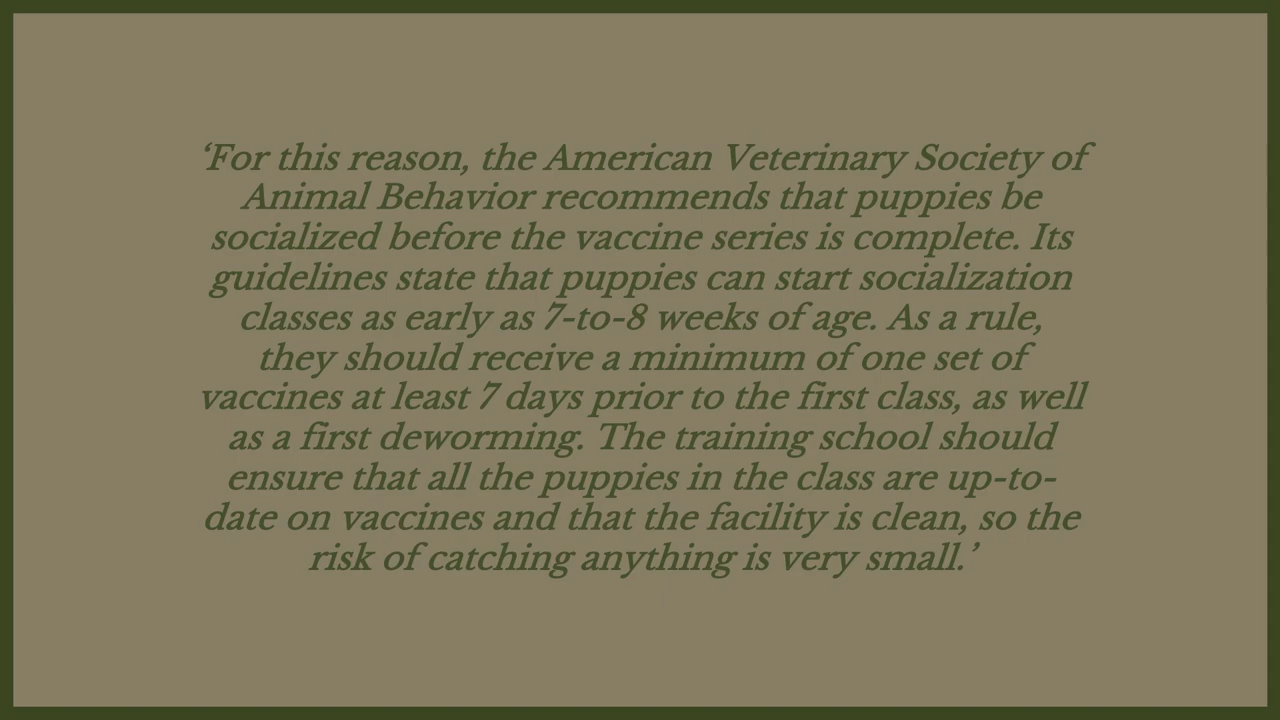 ‘For this reason, the American Veterinary Society of
Animal Behavior recommends that puppies be
socialized before the vaccine series is complete. Its
guidelines state that puppies can start socialization
classes as early as 7-to-8 weeks of age. As a rule,
they should receive a minimum of one set of
vaccines at least 7 days prior to the first class, as well
as a first deworming. The training school should
ensure that all the puppies in the class are up-to-
date on vaccines and that the facility is clean, so the
risk of catching anything is very small.’